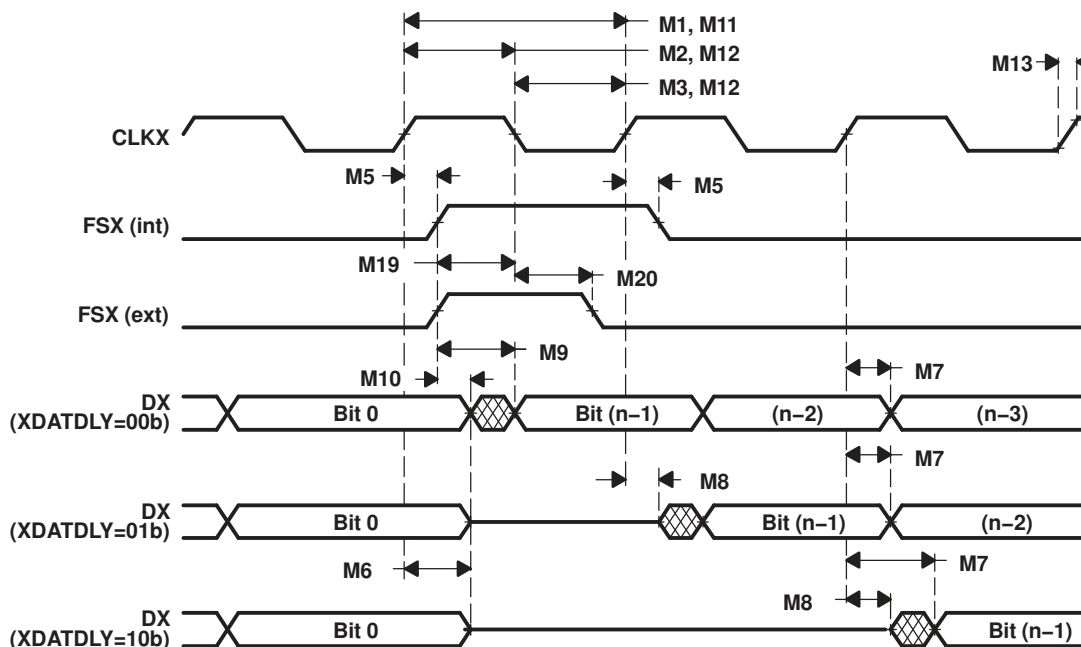 M1, M11
M2, M12
M13
M3, M12
CLKX
M5
M5
FSX (int)
M19
M20
FSX (ext)
M9
M10
M7
DX
(XDATDLY=00b)
Bit 0
Bit (n−1)
(n−2)
(n−3)
M7
M8
DX
(XDATDLY=01b)
Bit 0
Bit (n−1)
(n−2)
M6
M7
M8
DX
(XDATDLY=10b)
Bit 0
Bit (n−1)